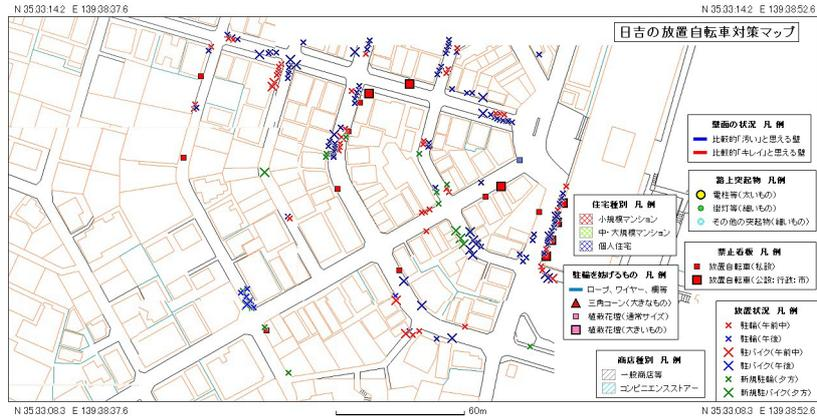 N 35.33.14.2 E 139.38.37.6
N 35.33.14.2 E 139.38.52.6
日吉の放置自転車対策マップ
壁面の状況 凡 例
比較的「汚い」と思える壁
比較的「キレイ」と思える壁
路上突起物 凡 例
電柱等(太いもの)
街灯等(細いもの)
その他の突起物(細いもの)
住宅種別 凡 例
小規模マンション
中・大規模マンション
個人住宅
禁止看板 凡 例
放置自転車(私設)
放置自転車(公設:行政:市)
駐輪を妨げるもの 凡 例
ロープ、ワイヤー、柵等
三角コーン(大きなもの)
植栽花壇(通常サイズ)
植栽花壇(大きいもの)
放置状況 凡 例
駐輪(午前中)
駐輪(午後)
駐バイク(午前中)
駐バイク(午後)
新規駐輪(夕方)
新規駐バイク(夕方)
商店種別 凡 例
一般商店等
コンビニエンスストアー
N 35.33.08.3 E 139.38.37.6
60m
N 35.33.08.3 E 139.38.52.6